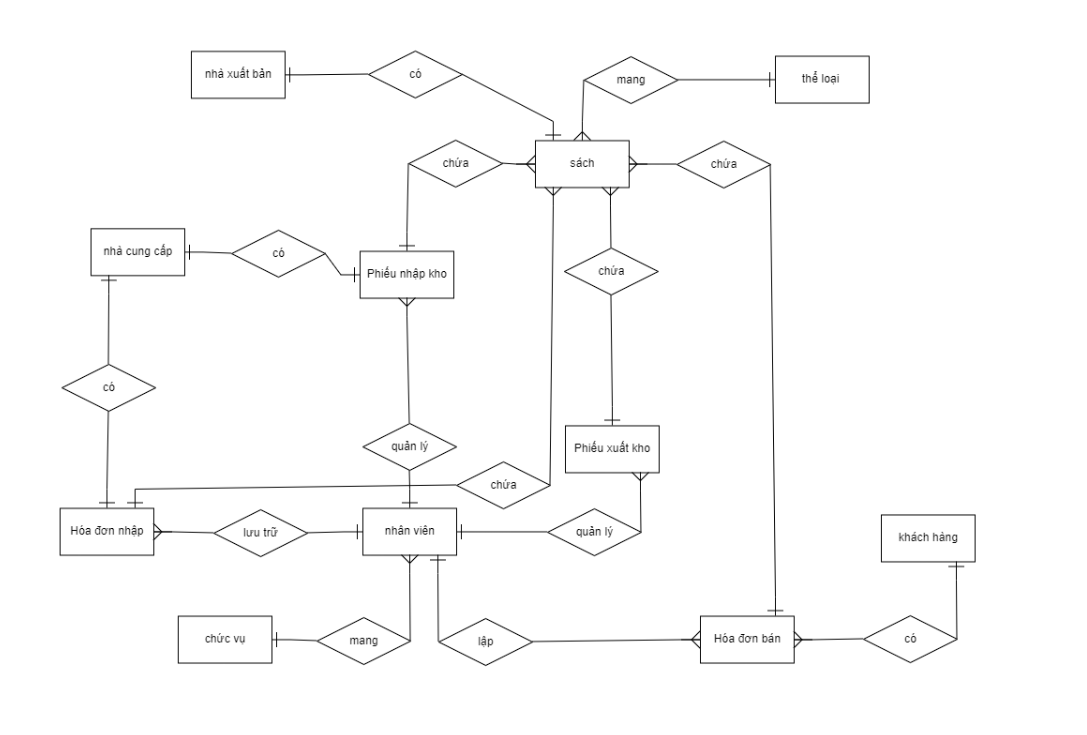 nhà xuất bản
có
mang
thể loại
chứa
sách
chứa
nhà cung cấp
có
Phiếu nhập kho
chứa
có
quản lý
Phiếu xuất kho
chứa
Hóa đơn nhập
lưu trữ
nhân viên
quản lý
khách hàng
chức vụ
mang
lập
Hóa đơn bán
có